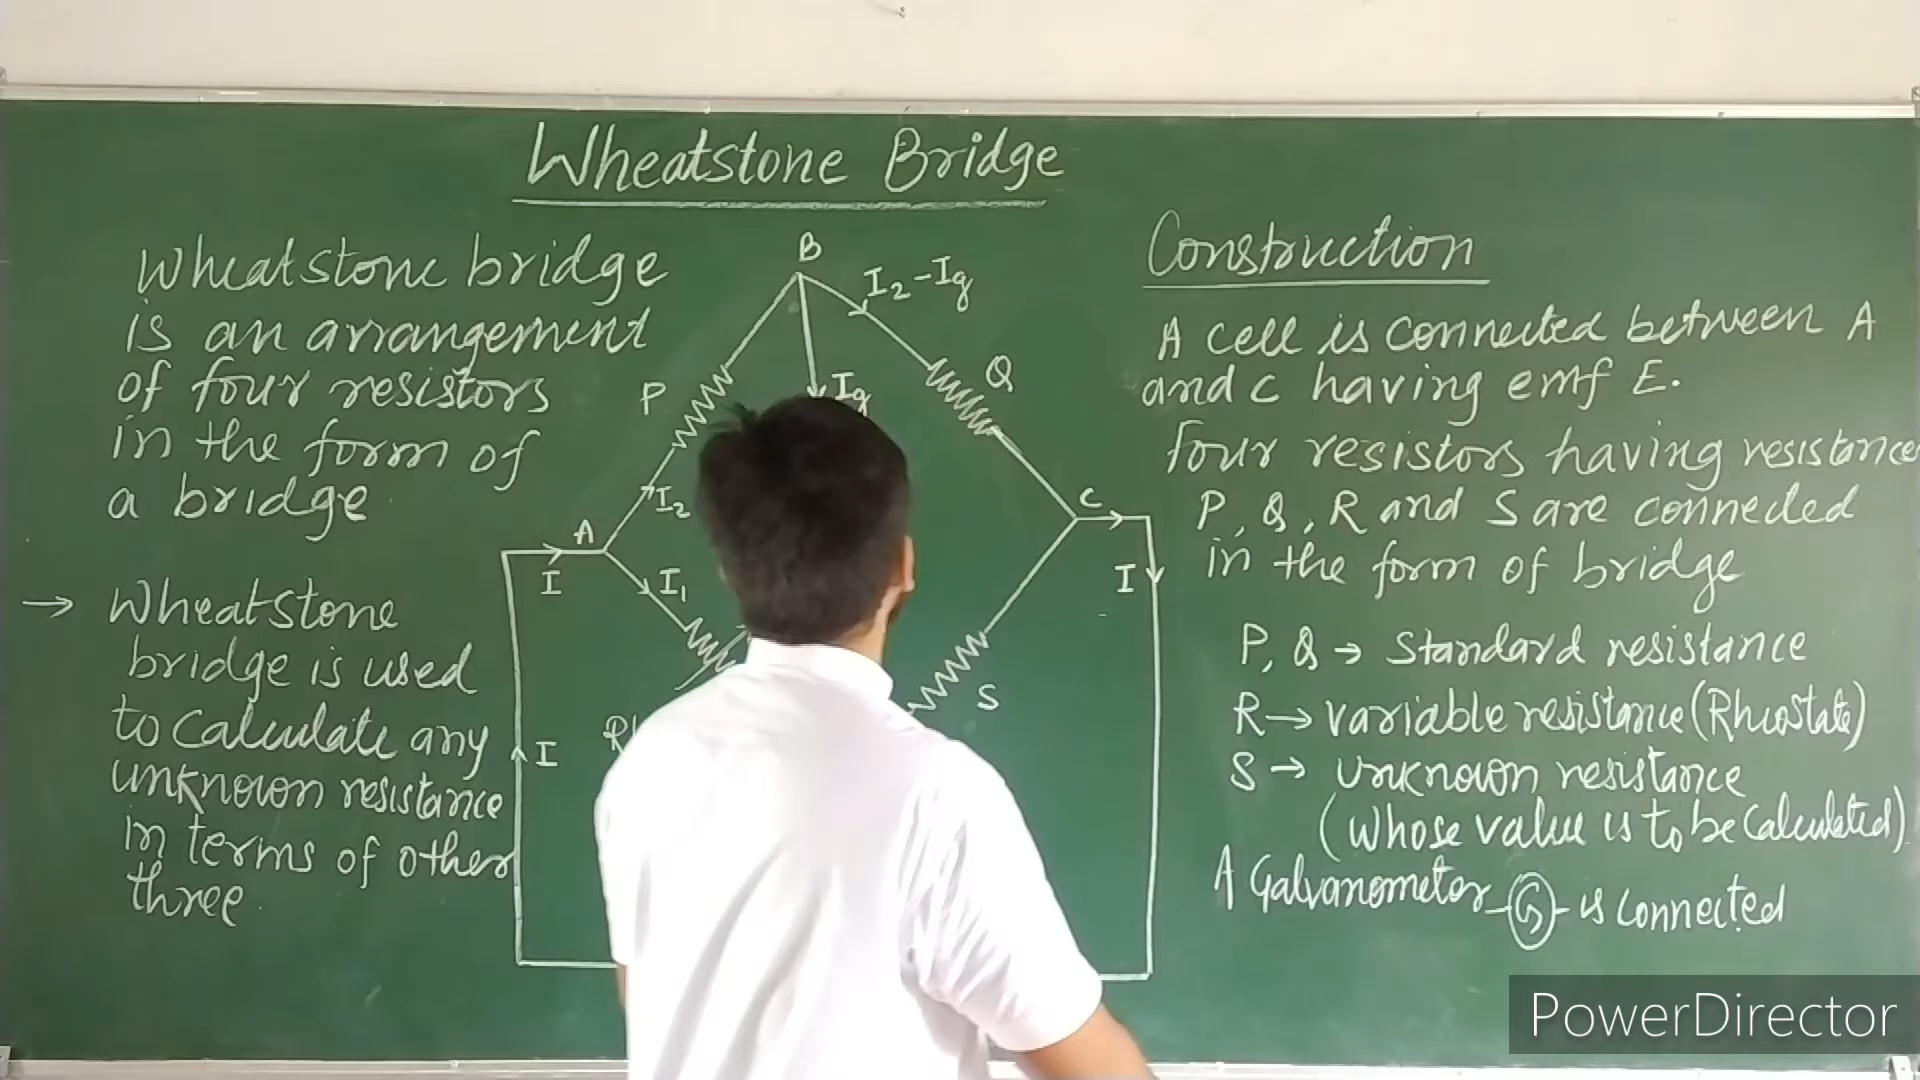 Wheatstone Bridge
Wheatstone bridge
is an arrangement
of four resistors
in the form of
a bridge
→ Wheatstone
bridge is used
to calculate any
unknown resistance
in terms of other
three.
B
I₂-Ig
P
Q
Ig
I₂
A
C
I
I₁
I
S
R
I
Construction
A cell is connected between A
and C having emf E.
Four resistors having resistance
P, Q, R and S are connected
in the form of bridge
P, Q → Standard resistance
R → variable resistance (Rheostate)
S → unknown resistance
(whose value is to be calculated)
A Galvanometer -G- is connected
PowerDirector